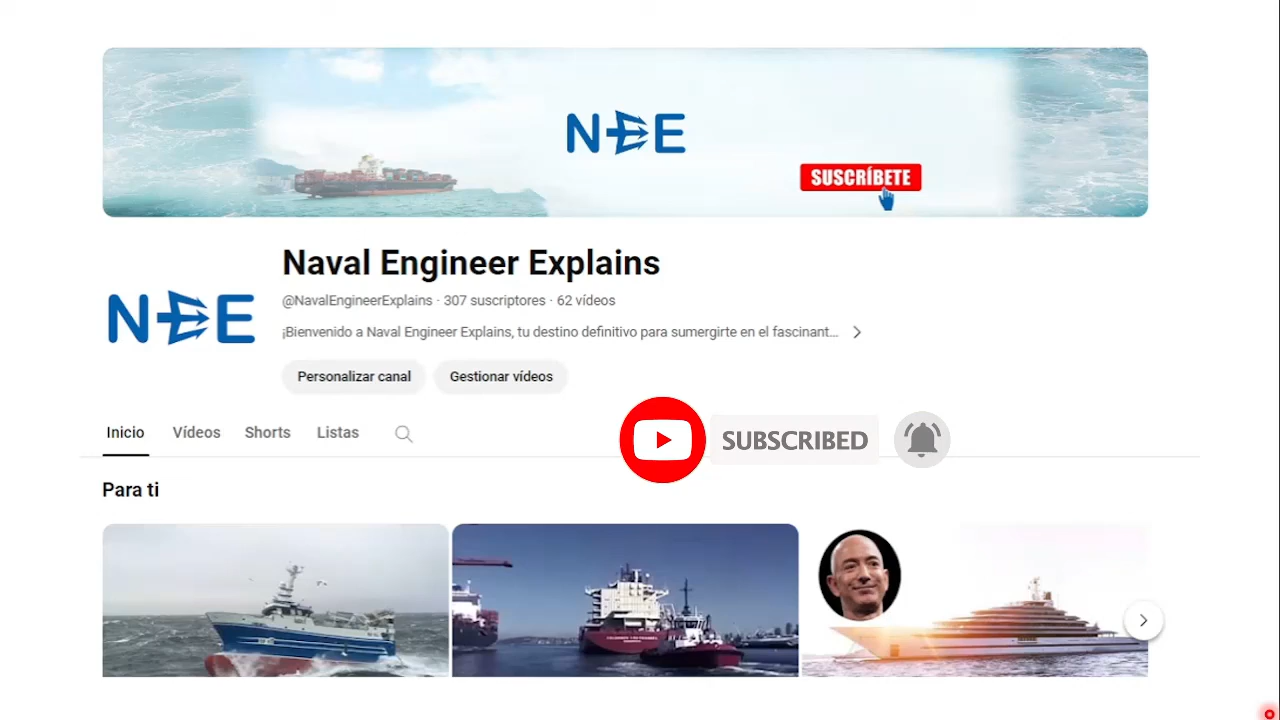 NEE
SUSCRÍBETE
Naval Engineer Explains
@NavalEngineerExplains · 307 suscriptores · 62 vídeos
NEE
¡Bienvenido a Naval Engineer Explains, tu destino definitivo para sumergirte en el fascinant...
Personalizar canal Gestionar vídeos
Inicio Vídeos Shorts Listas
SUBSCRIBED
Para ti